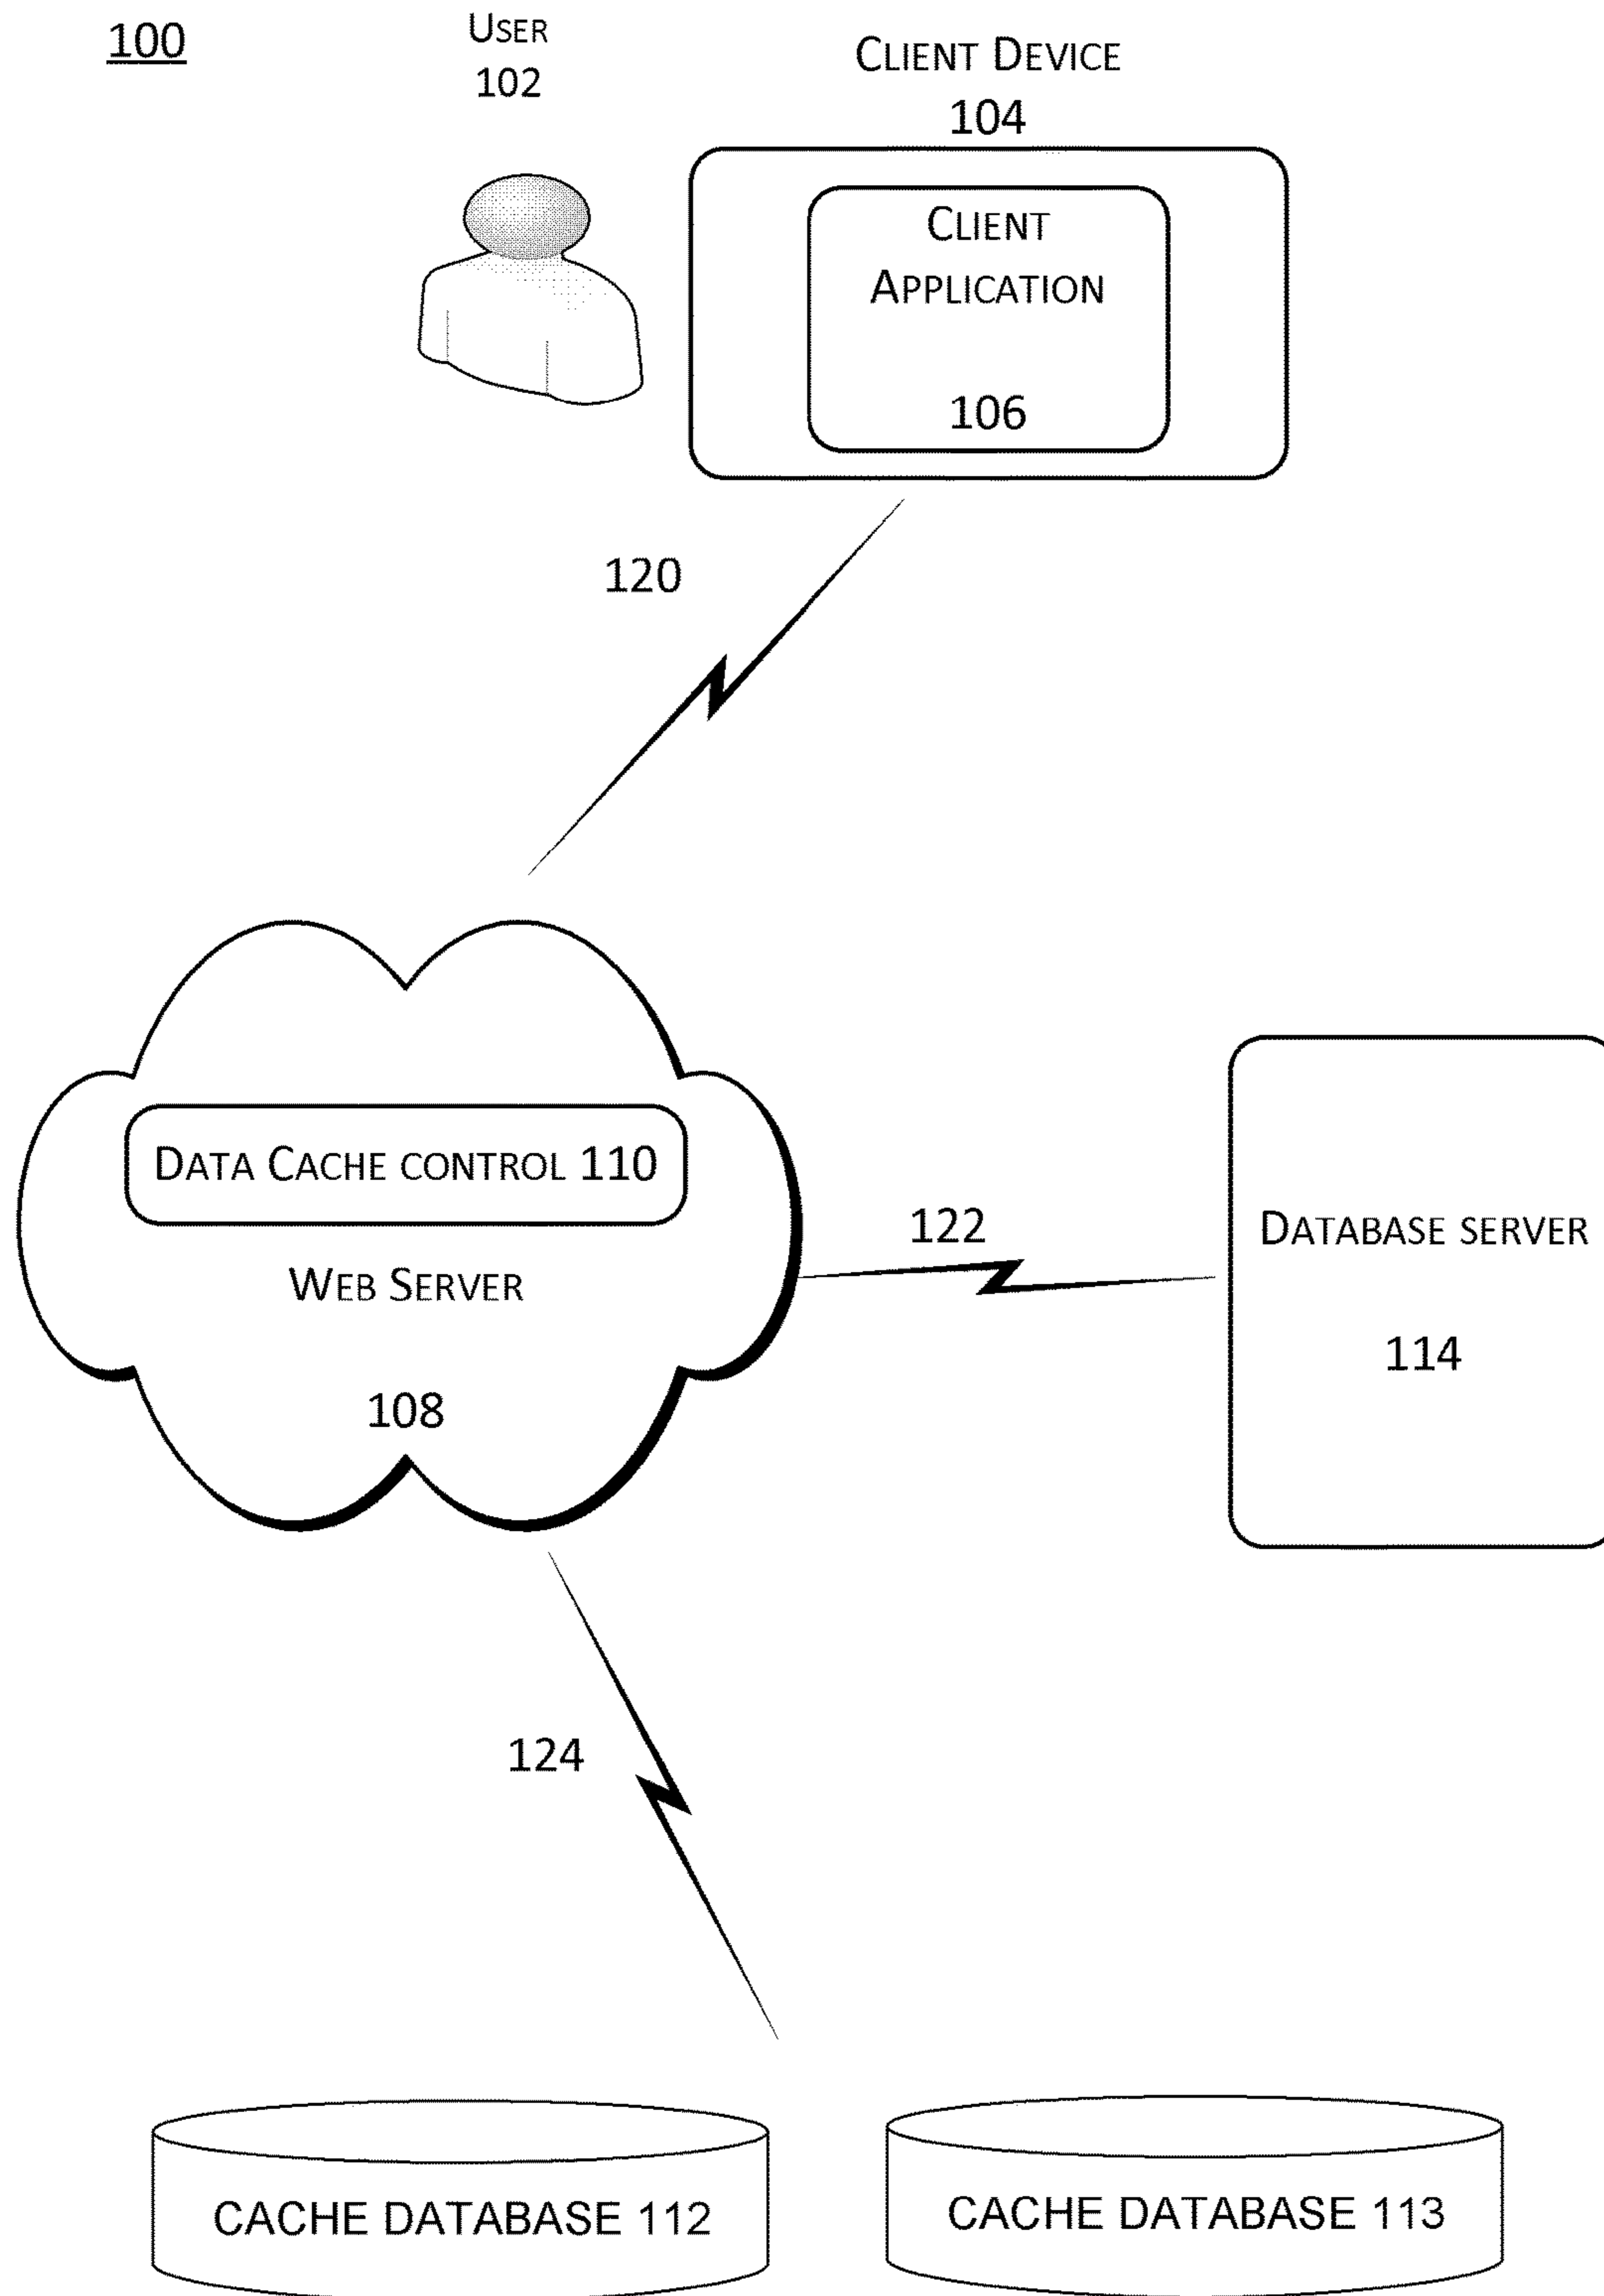 100
USER
102
CLIENT DEVICE
104
CLIENT
APPLICATION
106
120
DATA CACHE CONTROL 110
WEB SERVER
108
122
DATABASE SERVER
114
124
CACHE DATABASE 112
CACHE DATABASE 113